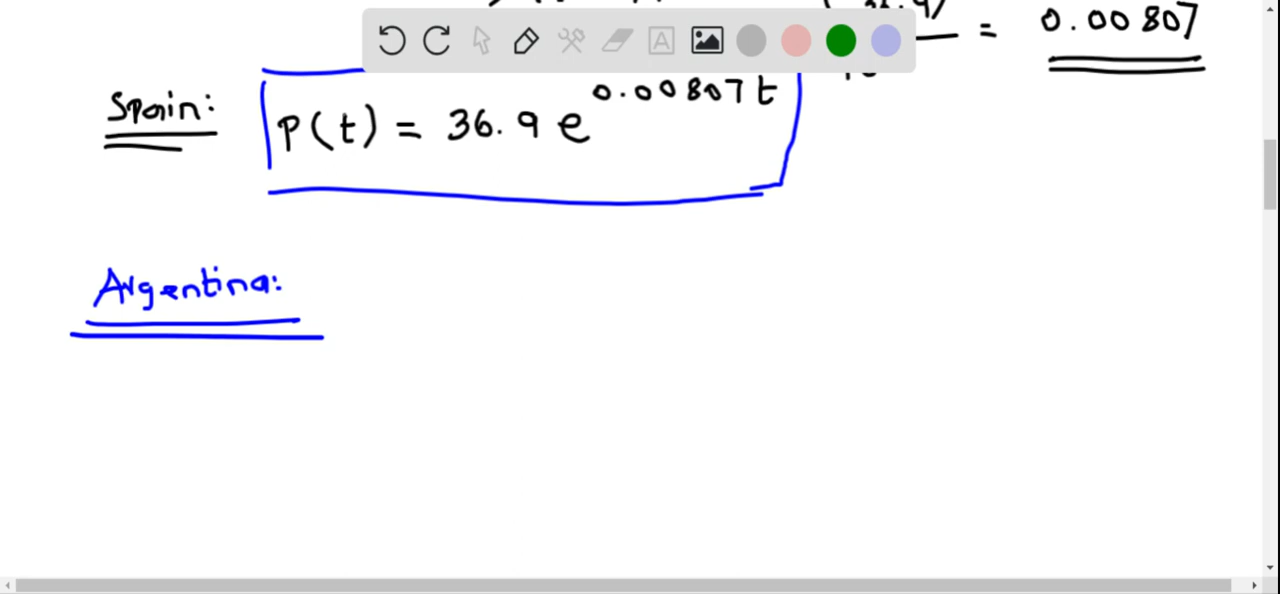 = 0.00807
Spain: P(t) = 36.9 e^0.00807t
Argentina: